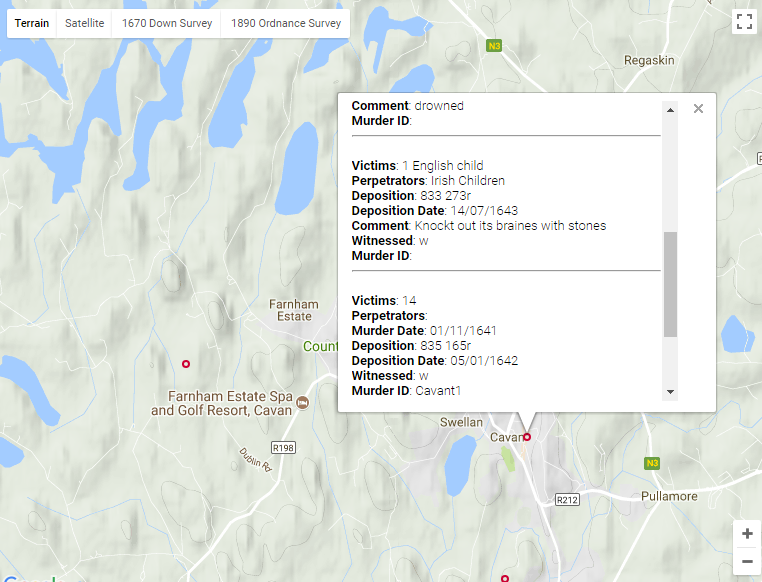 Terrain
Satellite
1670 Down Survey
1890 Ordnance Survey
N3
Regaskin
Comment: drowned
Murder ID:
Victims: 1 English child
Perpetrators: Irish Children
Deposition: 833 273r
Deposition Date: 14/07/1643
Comment: Knockt out its braines with stones
Witnessed: w
Murder ID:
Victims: 14
Perpetrators:
Murder Date: 01/11/1641
Deposition: 835 165r
Deposition Date: 05/01/1642
Witnessed: w
Murder ID: Cavant1
Farnham
Estate
Count
Farnham Estate Spa
and Golf Resort, Cavan
Swellan
Cavan
R198
Dublin Rd
N3
R212
Pullamore